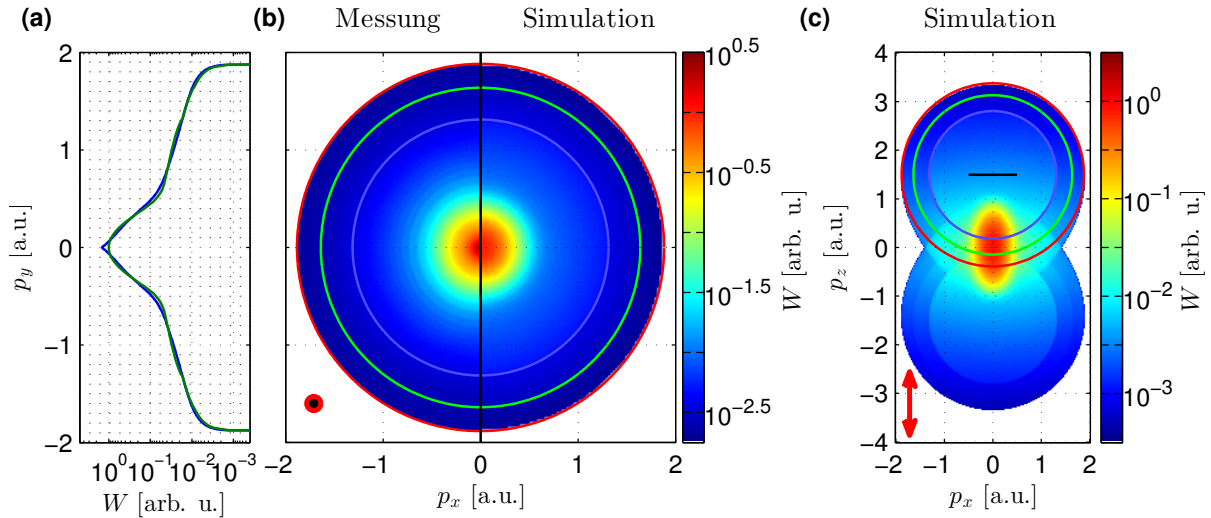 (a)
Messung
Simulation
W [arb. u.]
p_y [a.u.]
2
1
0
−1
−2
10^0
10^−1
10^−2
10^−3
(b)
p_x [a.u.]
−2
−1
0
1
2
W [arb. u.]
10^0.5
10^−0.5
10^−1.5
10^−2.5
(c)
Simulation
p_z [a.u.]
4
3
2
1
0
−1
−2
−3
−4
p_x [a.u.]
−2
−1
0
1
2
W [arb. u.]
10^0
10^−1
10^−2
10^−3